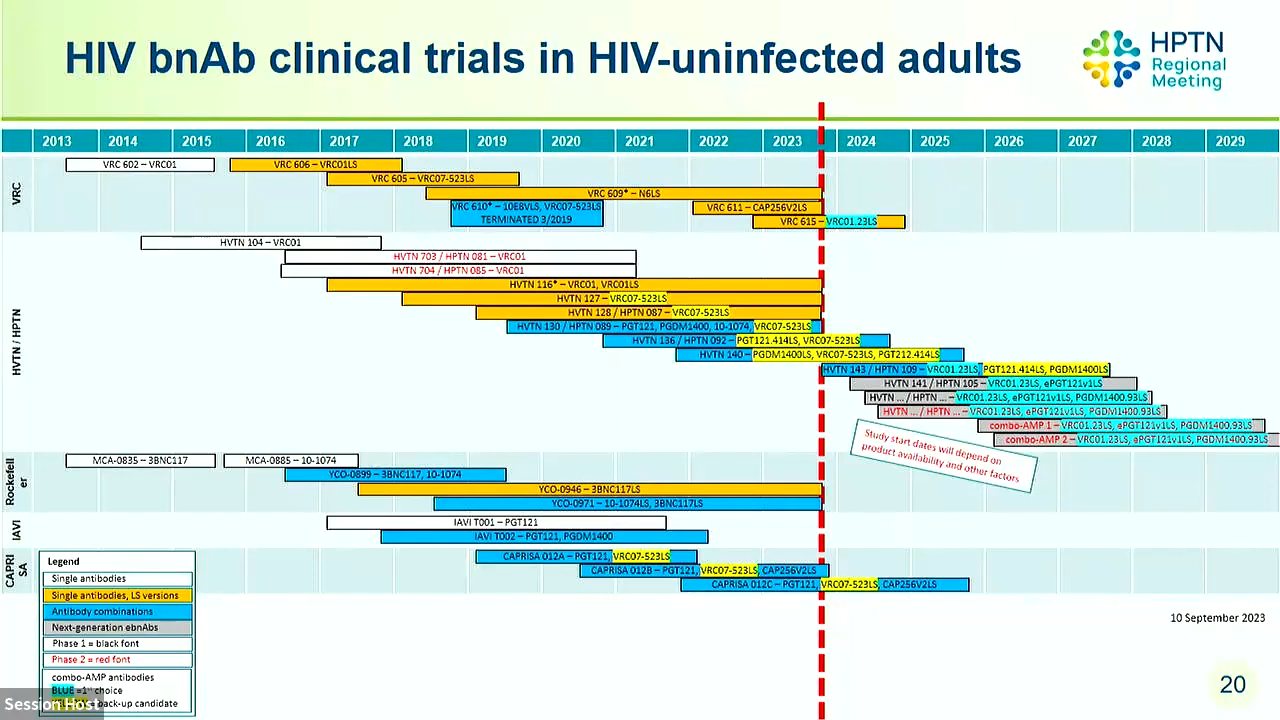 HIV bnAb clinical trials in HIV-uninfected adults
HPTN
Regional
Meeting
2013 2014 2015 2016 2017 2018 2019 2020 2021 2022 2023 2024 2025 2026 2027 2028 2029
VRC
VRC 602 – VRC01
VRC 606 – VRC01LS
VRC 605 – VRC07-523LS
VRC 609* – N6LS
VRC 610* – 10E8VLS, VRC07-523LS
TERMINATED 3/2019
VRC 611 – CAP256V2LS
VRC 615 – VRC01.23LS
HVTN / HPTN
HVTN 104 – VRC01
HVTN 703 / HPTN 081 – VRC01
HVTN 704 / HPTN 085 – VRC01
HVTN 116* – VRC01, VRC01LS
HVTN 127 – VRC07-523LS
HVTN 128 / HPTN 087 – VRC07-523LS
HVTN 130 / HPTN 089 – PGT121, PGDM1400, 10-1074, VRC07-523LS
HVTN 136 / HPTN 092 – PGT121.414LS, VRC07-523LS
HVTN 140 – PGDM1400LS, VRC07-523LS, PGT212.414LS
HVTN 143 / HPTN 109 – VRC01.23LS, PGT121.414LS, PGDM1400LS
HVTN 141 / HPTN 105 – VRC01.23LS, ePGT121v1LS
HVTN ... / HPTN ... – VRC01.23LS, ePGT121v1LS, PGDM1400.93LS
HVTN ... / HPTN ... – VRC01.23LS, ePGT121v1LS, PGDM1400.93LS
combo-AMP 1 – VRC01.23LS, ePGT121v1LS, PGDM1400.93LS
combo-AMP 2 – VRC01.23LS, ePGT121v1LS, PGDM1400.93LS
Study start dates will depend on
product availability and other factors
Rockefell
er
MCA-0835 – 3BNC117
MCA-0885 – 10-1074
YCO-0899 – 3BNC117, 10-1074
YCO-0946 – 3BNC117LS
YCO-0971 – 10-1074LS, 3BNC117LS
IAVI
IAVI T001 – PGT121
IAVI T002 – PGT121, PGDM1400
CAPRI
SA
CAPRISA 012A – PGT121, VRC07-523LS
CAPRISA 012B – PGT121, VRC07-523LS, CAP256V2LS
CAPRISA 012C – PGT121, VRC07-523LS, CAP256V2LS
Legend
Single antibodies
Single antibodies, LS versions
Antibody combinations
Next-generation ebnAbs
Phase 1 = black font
Phase 2 = red font
combo-AMP antibodies
BLUE =1st choice
back-up candidate
Session Host
10 September 2023
20